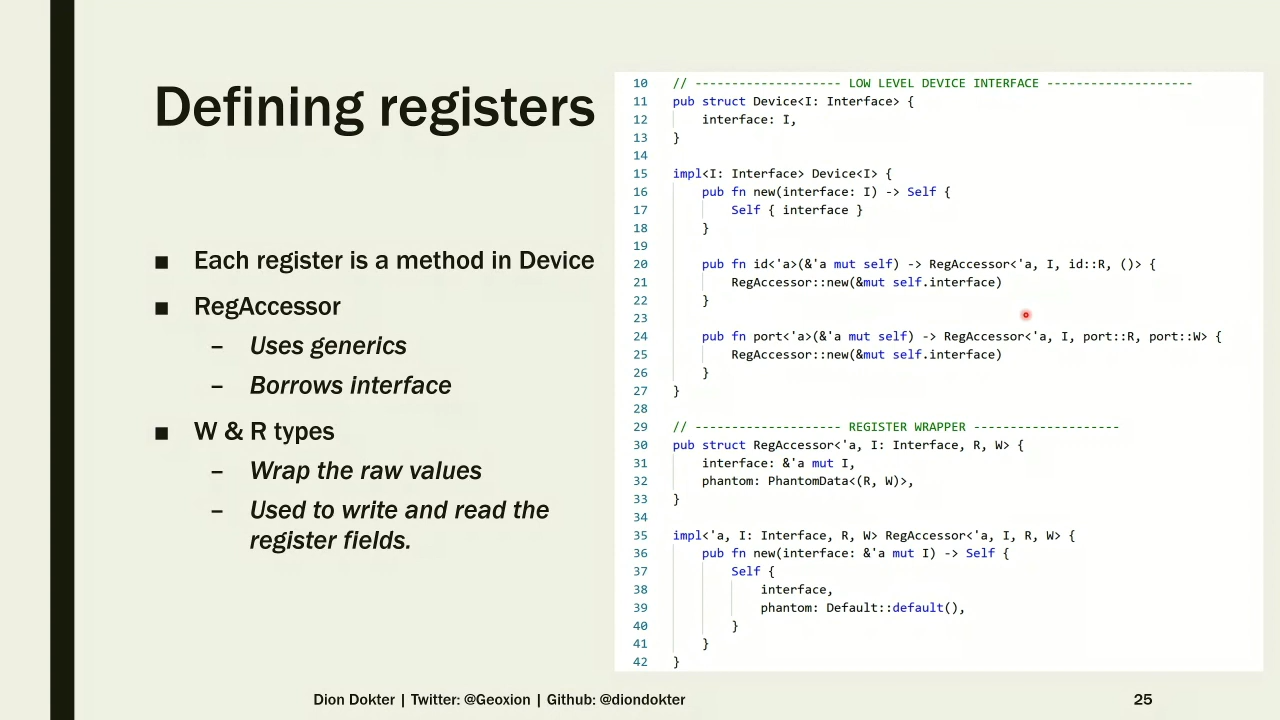 Defining registers
■ Each register is a method in Device
■ RegAccessor
– Uses generics
– Borrows interface
■ W & R types
– Wrap the raw values
– Used to write and read the
register fields.
10 // -------------------- LOW LEVEL DEVICE INTERFACE --------------------
11 pub struct Device<I: Interface> {
12     interface: I,
13 }
14
15 impl<I: Interface> Device<I> {
16     pub fn new(interface: I) -> Self {
17         Self { interface }
18     }
19
20     pub fn id<'a>(&'a mut self) -> RegAccessor<'a, I, id::R, ()> {
21         RegAccessor::new(&mut self.interface)
22     }
23
24     pub fn port<'a>(&'a mut self) -> RegAccessor<'a, I, port::R, port::W> {
25         RegAccessor::new(&mut self.interface)
26     }
27 }
28
29 // -------------------- REGISTER WRAPPER --------------------
30 pub struct RegAccessor<'a, I: Interface, R, W> {
31     interface: &'a mut I,
32     phantom: PhantomData<(R, W)>,
33 }
34
35 impl<'a, I: Interface, R, W> RegAccessor<'a, I, R, W> {
36     pub fn new(interface: &'a mut I) -> Self {
37         Self {
38             interface,
39             phantom: Default::default(),
40         }
41     }
42 }
Dion Dokter | Twitter: @Geoxion | Github: @diondokter
25